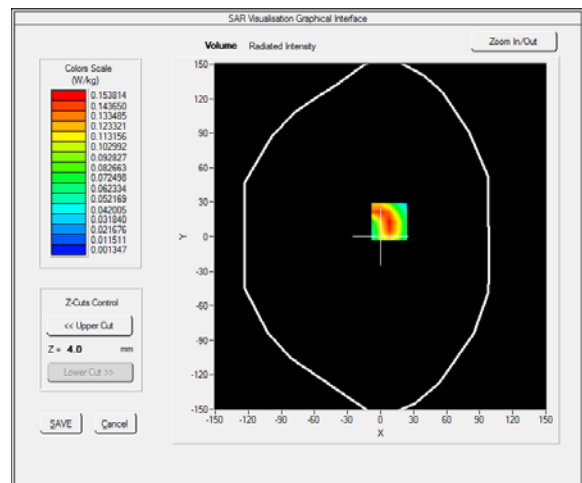 SAR Visualisation Graphical Interface
Volume Radiated Intensity
Zoom In/Out
Colors Scale
(W/kg)
0.153814
0.143650
0.133485
0.123321
0.113156
0.102992
0.092827
0.082663
0.072498
0.062334
0.052169
0.042005
0.031840
0.021676
0.011511
0.001347
Z-Cuts Control
<< Upper Cut
Z = 4.0 mm
Lower Cut >>
SAVE Cancel
150
120
90
60
30
0
-30
-60
-90
-120
-150
Y
-150 -120 -90 -60 -30 0 30 60 90 120 150
X